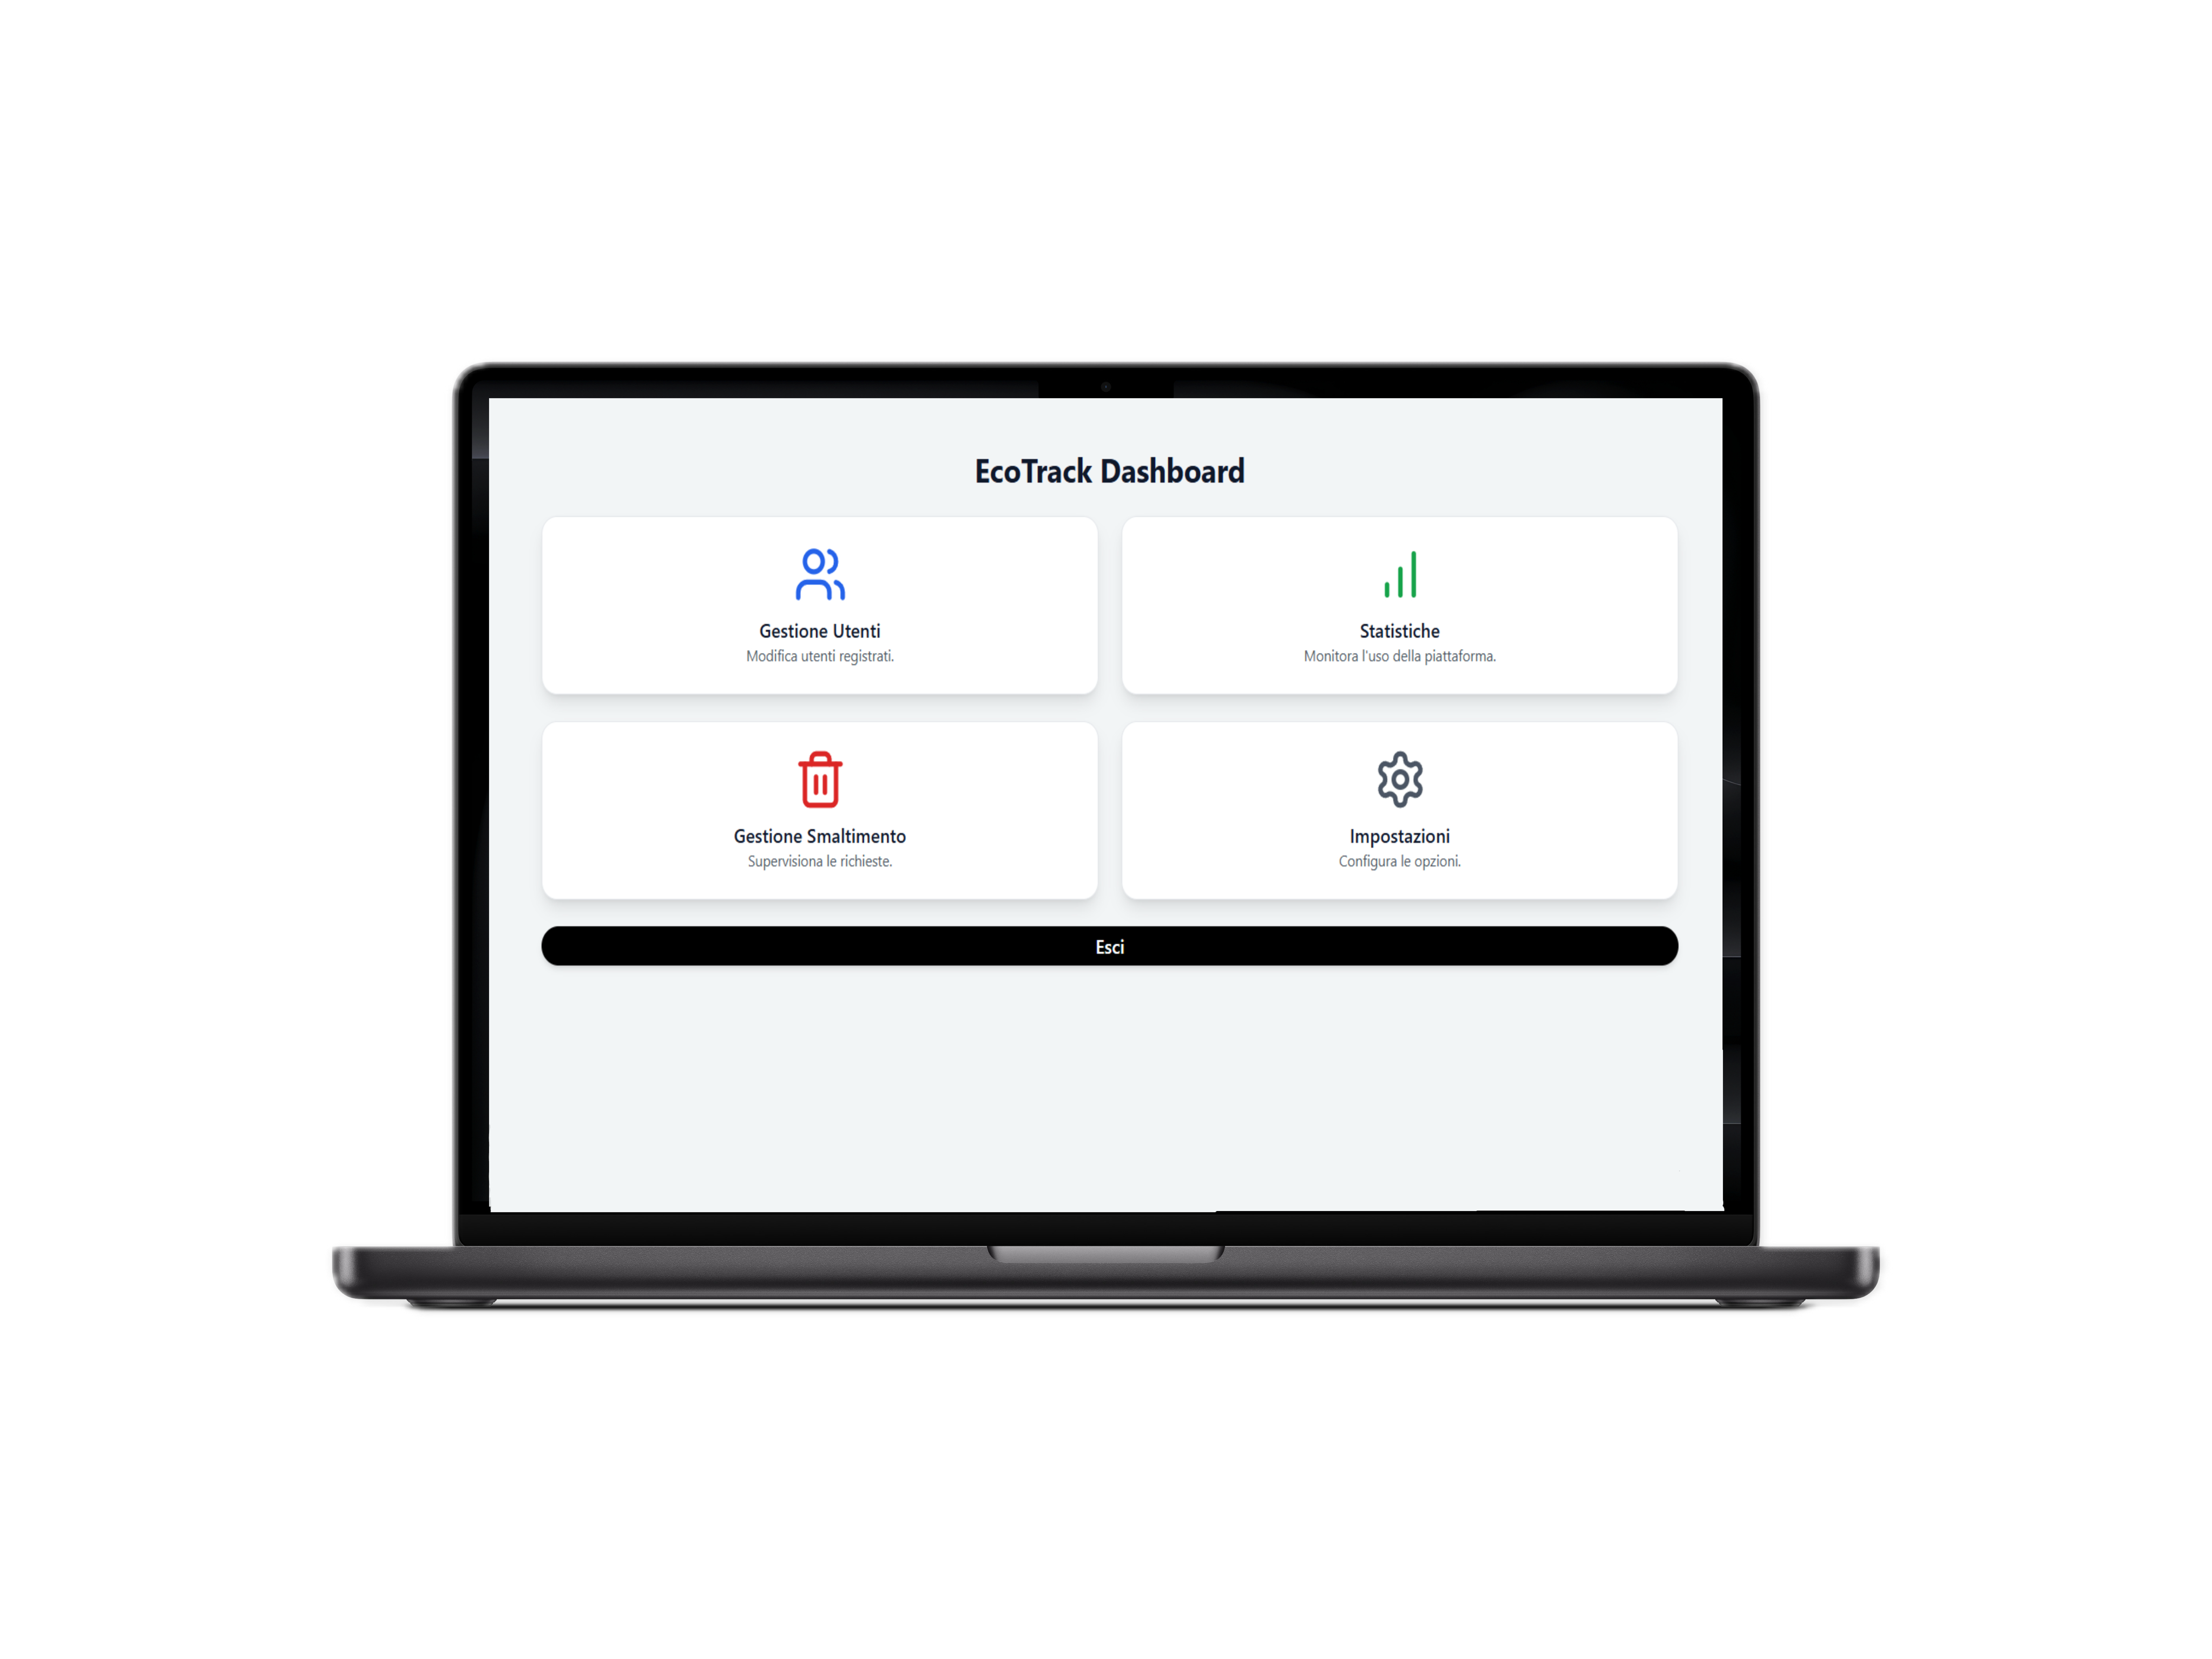 EcoTrack Dashboard
Gestione Utenti
Modifica utenti registrati.
Statistiche
Monitora l'uso della piattaforma.
Gestione Smaltimento
Supervisiona le richieste.
Impostazioni
Configura le opzioni.
Esci